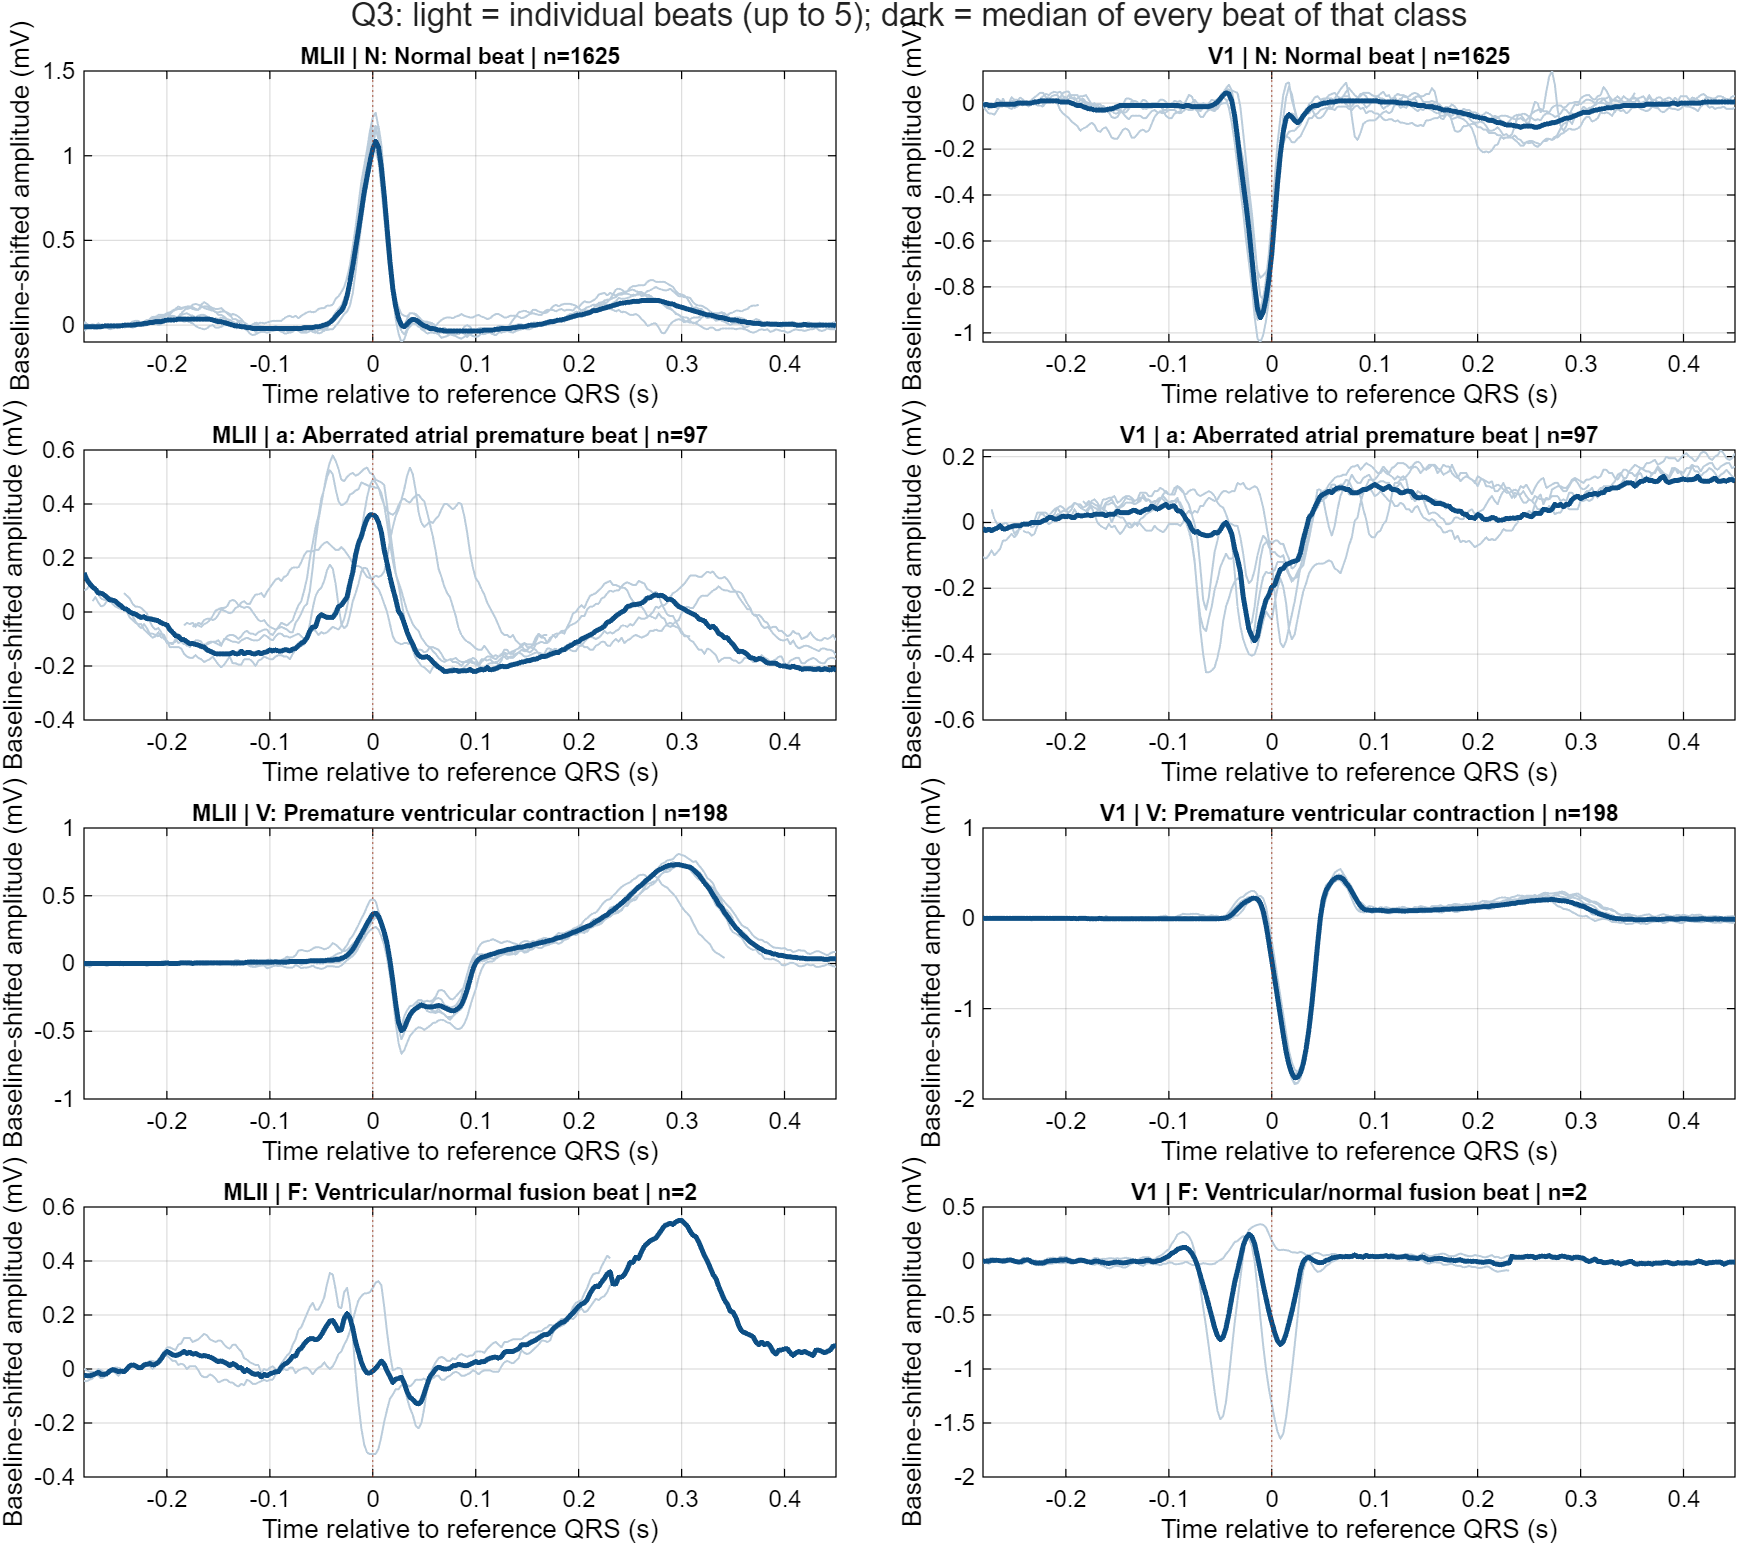 Q3: light = individual beats (up to 5); dark = median of every beat of that class
MLII | N: Normal beat | n=1625
Baseline-shifted amplitude (mV)
1.5
1
0.5
0
-0.2 -0.1 0 0.1 0.2 0.3 0.4
Time relative to reference QRS (s)
V1 | N: Normal beat | n=1625
Baseline-shifted amplitude (mV)
0
-0.2
-0.4
-0.6
-0.8
-1
-0.2 -0.1 0 0.1 0.2 0.3 0.4
Time relative to reference QRS (s)
MLII | a: Aberrated atrial premature beat | n=97
Baseline-shifted amplitude (mV)
0.6
0.4
0.2
0
-0.2
-0.4
-0.2 -0.1 0 0.1 0.2 0.3 0.4
Time relative to reference QRS (s)
V1 | a: Aberrated atrial premature beat | n=97
Baseline-shifted amplitude (mV)
0.2
0
-0.2
-0.4
-0.6
-0.2 -0.1 0 0.1 0.2 0.3 0.4
Time relative to reference QRS (s)
MLII | V: Premature ventricular contraction | n=198
Baseline-shifted amplitude (mV)
1
0.5
0
-0.5
-1
-0.2 -0.1 0 0.1 0.2 0.3 0.4
Time relative to reference QRS (s)
V1 | V: Premature ventricular contraction | n=198
Baseline-shifted amplitude (mV)
1
0
-1
-2
-0.2 -0.1 0 0.1 0.2 0.3 0.4
Time relative to reference QRS (s)
MLII | F: Ventricular/normal fusion beat | n=2
Baseline-shifted amplitude (mV)
0.6
0.4
0.2
0
-0.2
-0.4
-0.2 -0.1 0 0.1 0.2 0.3 0.4
Time relative to reference QRS (s)
V1 | F: Ventricular/normal fusion beat | n=2
Baseline-shifted amplitude (mV)
0.5
0
-0.5
-1
-1.5
-2
-0.2 -0.1 0 0.1 0.2 0.3 0.4
Time relative to reference QRS (s)